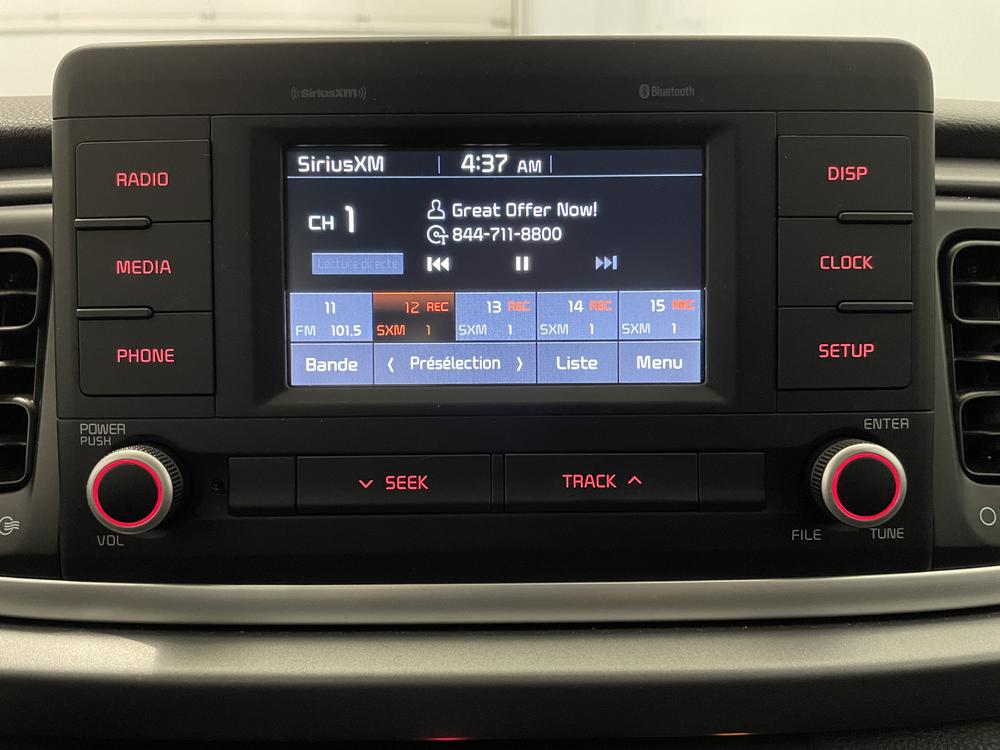 SiriusXM Bluetooth
RADIO
MEDIA
PHONE
SiriusXM 4:37 AM
CH 1 Great Offer Now!
844-711-8800
Lecture directe
11 12 REC 13 REC 14 REC 15 REC
FM 101.5 SXM 1 SXM 1 SXM 1 SXM 1
Bande < Présélection > Liste Menu
DISP
CLOCK
SETUP
POWER
PUSH
VOL
SEEK TRACK
ENTER
FILE TUNE